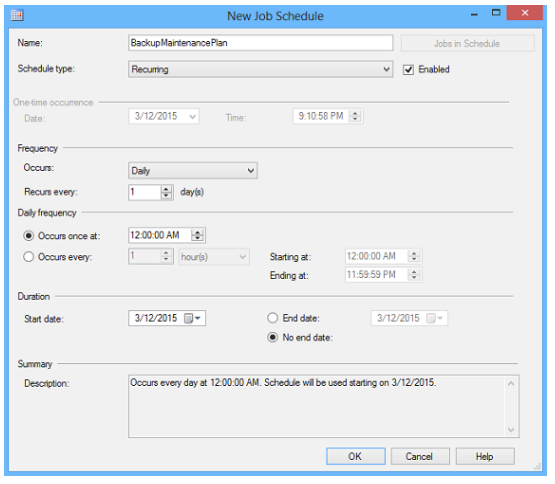 New Job Schedule
Name: BackupMaintenancePlan Jobs in Schedule
Schedule type: Recurring Enabled
One-time occurrence
Date: 3/12/2015 Time: 9:10:58 PM
Frequency
Occurs: Daily
Recurs every: 1 day(s)
Daily frequency
Occurs once at: 12:00:00 AM
Occurs every: 1 hour(s) Starting at: 12:00:00 AM
Ending at: 11:59:59 PM
Duration
Start date: 3/12/2015 End date: 3/12/2015
No end date:
Summary
Description: Occurs every day at 12:00:00 AM. Schedule will be used starting on 3/12/2015.
OK Cancel Help